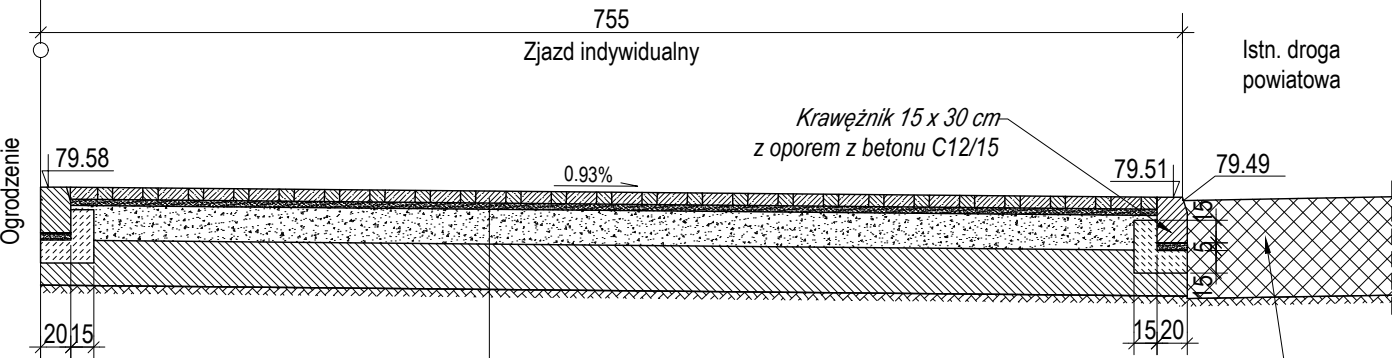 755
Zjazd indywidualny
Istn. droga
powiatowa
Krawężnik 15 x 30 cm
z oporem z betonu C12/15
Ogrodzenie
79.58
0.93%
79.51
79.49
15
5
15
20 15
15 20